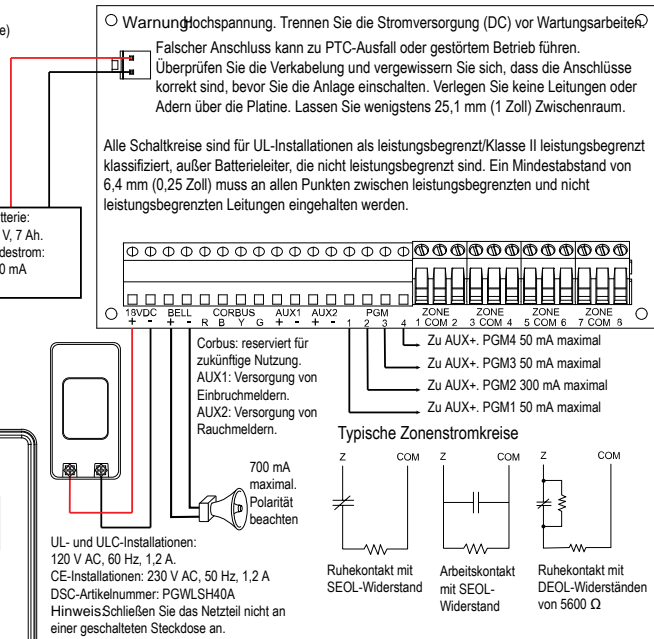 e)
Warnung Hochspannung. Trennen Sie die Stromversorgung (DC) vor Wartungsarbeiten.
Falscher Anschluss kann zu PTC-Ausfall oder gestörtem Betrieb führen.
Überprüfen Sie die Verkabelung und vergewissern Sie sich, dass die Anschlüsse
korrekt sind, bevor Sie die Anlage einschalten. Verlegen Sie keine Leitungen oder
Adern über die Platine. Lassen Sie wenigstens 25,1 mm (1 Zoll) Zwischenraum.
Alle Schaltkreise sind für UL-Installationen als leistungsbegrenzt/Klasse II leistungsbegrenzt
klassifiziert, außer Batterieleiter, die nicht leistungsbegrenzt sind. Ein Mindestabstand von
6,4 mm (0,25 Zoll) muss an allen Punkten zwischen leistungsbegrenzten und nicht
leistungsbegrenzten Leitungen eingehalten werden.
tterie:
V, 7 Ah.
destrom:
0 mA
18VDC BELL CORBUS AUX1 AUX2 PGM ZONE ZONE ZONE ZONE
+ - + - R B Y G + - + - 1 2 3 4 1 COM 2 3 COM 4 5 COM 6 7 COM 8
Corbus: reserviert für
zukünftige Nutzung.
AUX1: Versorgung von
Einbruchmeldern.
AUX2: Versorgung von
Rauchmeldern.
Zu AUX+. PGM4 50 mA maximal
Zu AUX+. PGM3 50 mA maximal
Zu AUX+. PGM2 300 mA maximal
Zu AUX+. PGM1 50 mA maximal
700 mA
maximal.
Polarität
beachten
Typische Zonenstromkreise
Z COM Z COM Z COM
Ruhekontakt mit
SEOL-Widerstand
Arbeitskontakt
mit SEOL-
Widerstand
Ruhekontakt mit
DEOL-Widerständen
von 5600 Ω
UL- und ULC-Installationen:
120 V AC, 60 Hz, 1,2 A.
CE-Installationen: 230 V AC, 50 Hz, 1,2 A
DSC-Artikelnummer: PGWLSH40A
Hinweis Schließen Sie das Netzteil nicht an
einer geschalteten Steckdose an.